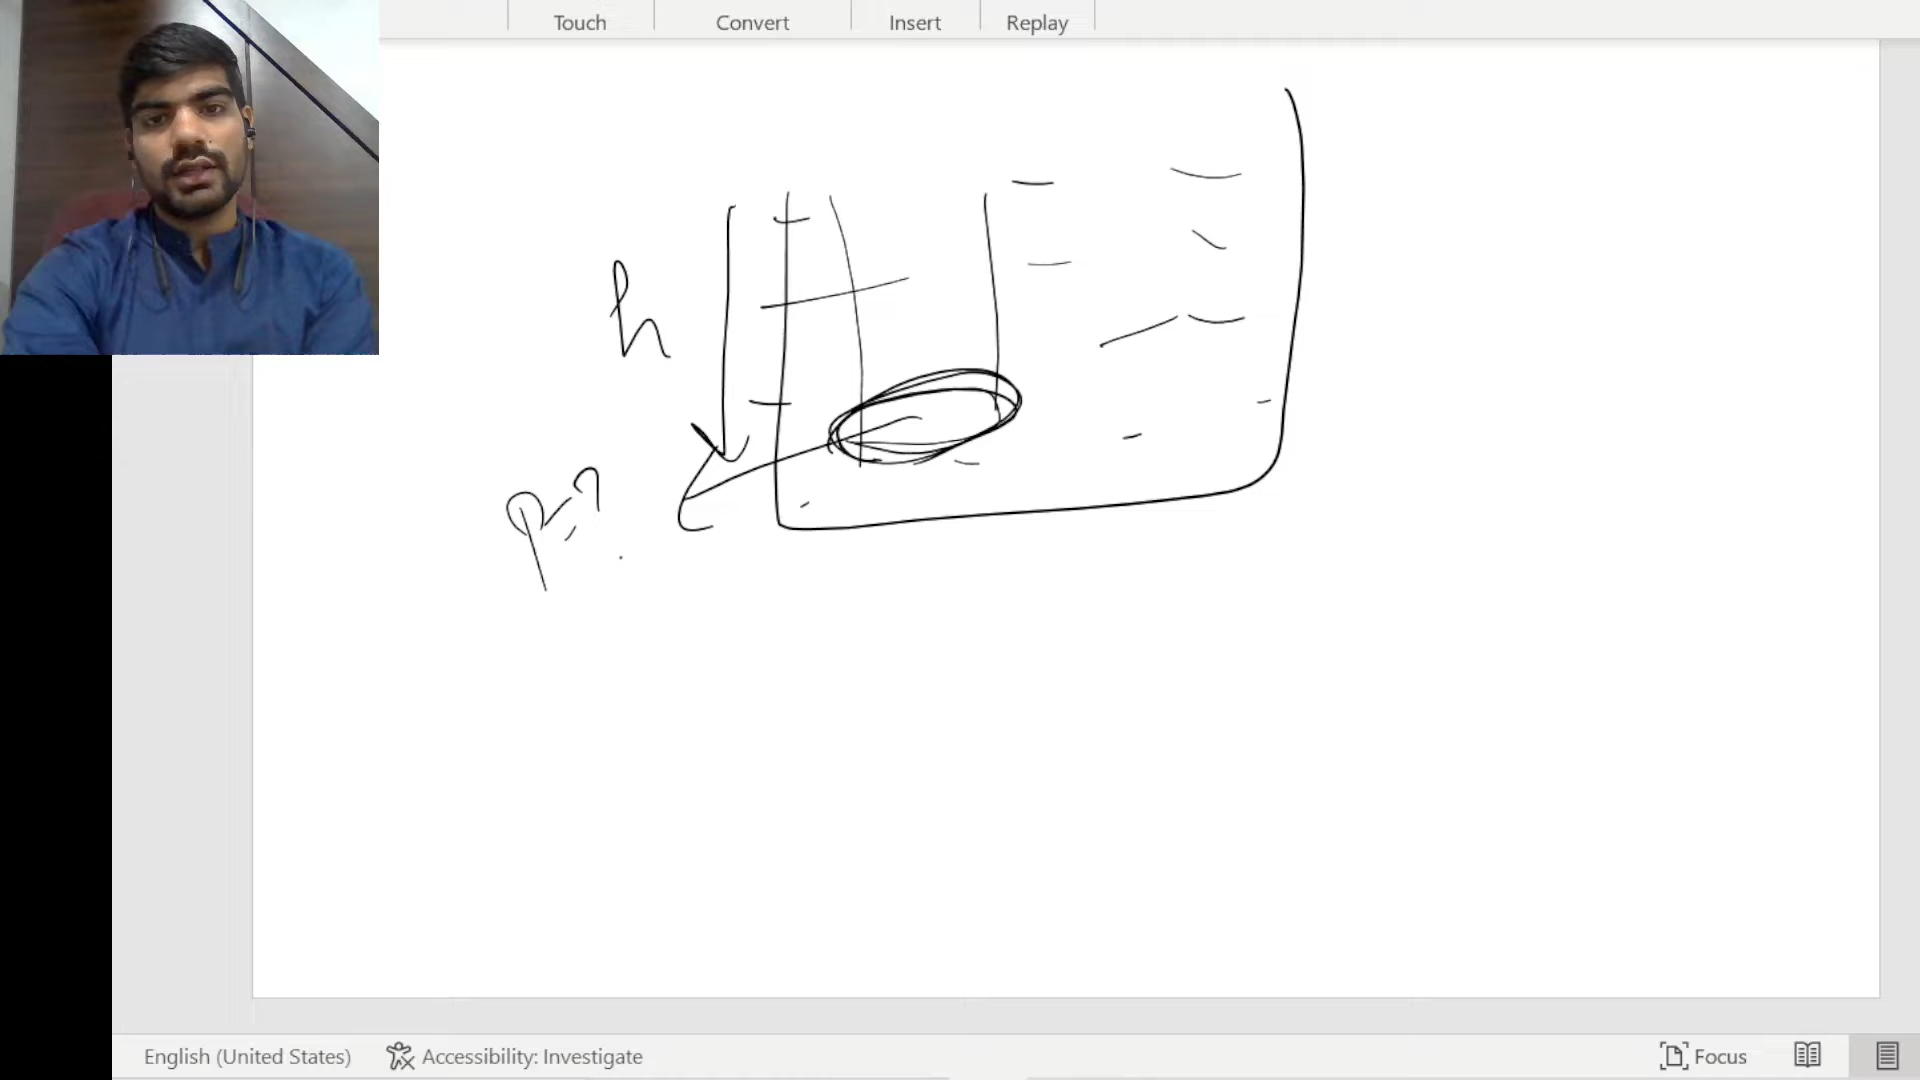 Touch Convert Insert Replay
h
P=?
English (United States) Accessibility: Investigate Focus